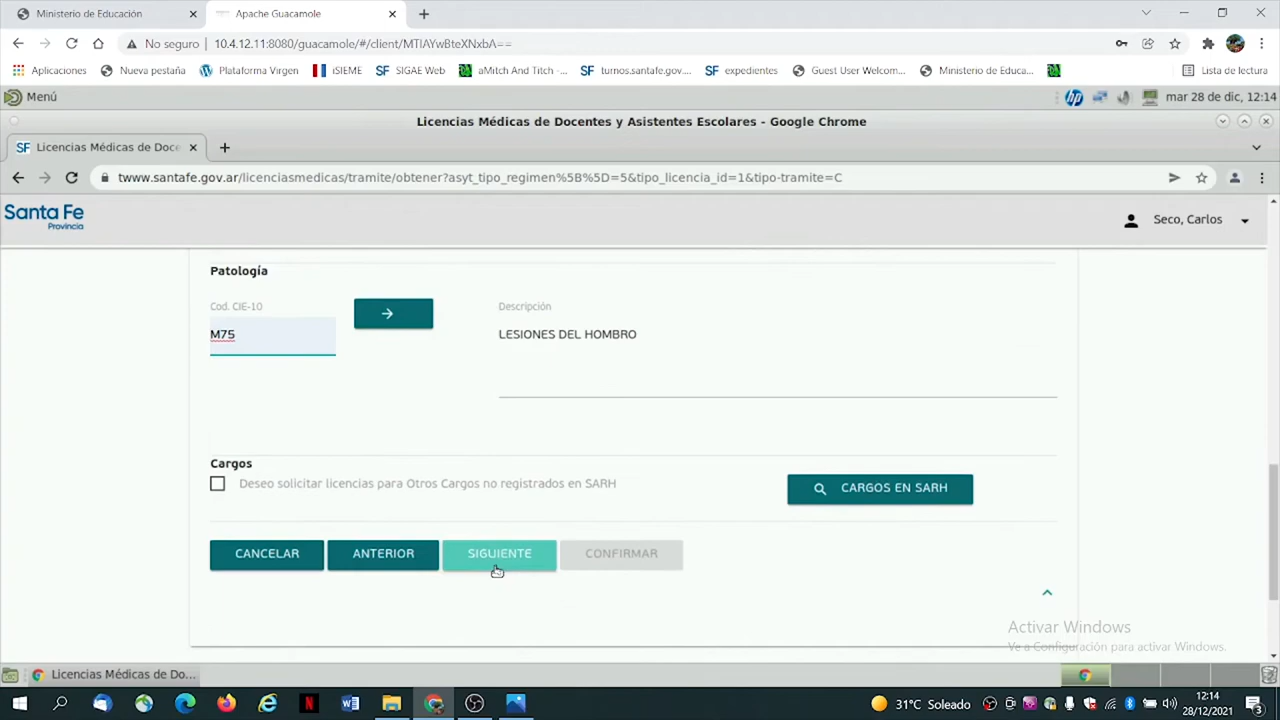 Ministerio de Educación
Apache Guacamole
No seguro
10.4.12.11:8080/guacamole/#/client/MTIAYwBteXNxbA==
Aplicaciones
Nueva pestaña
Plataforma Virgen
iSIEME
SIGAE Web
aMitch And Titch - ...
turnos.santafe.gov....
expedientes
Guest User Welcom...
Ministerio de Educa...
Lista de lectura
Menú
mar 28 de dic, 12:14
Licencias Médicas de Docentes y Asistentes Escolares - Google Chrome
SF Licencias Médicas de Doce
twww.santafe.gov.ar/licenciasmedicas/tramite/obtener?asyt_tipo_regimen%5B%5D=5&tipo_licencia_id=1&tipo-tramite=C
Santa Fe
Provincia
Seco, Carlos
Patología
Cod. CIE-10
Descripción
M75
LESIONES DEL HOMBRO
Cargos
Deseo solicitar licencias para Otros Cargos no registrados en SARH
CARGOS EN SARH
CANCELAR
ANTERIOR
SIGUIENTE
CONFIRMAR
Activar Windows
Ve a Configuración para activar Windows.
Licencias Médicas de Do...
31°C Soleado
12:14
28/12/2021